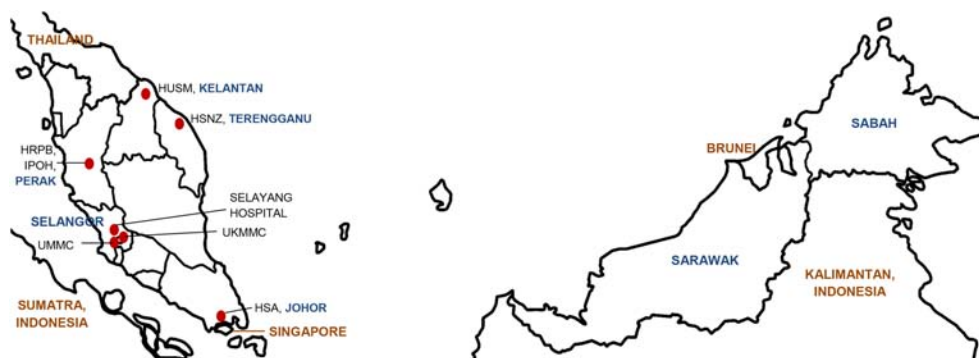 THAILAND
HUSM, KELANTAN
HSNZ, TERENGGANU
HRPB,
IPOH,
PERAK
SELAYANG
HOSPITAL
SELANGOR
UKMMC
UMMC
SUMATRA,
INDONESIA
HSA, JOHOR
SINGAPORE
SABAH
BRUNEI
SARAWAK
KALIMANTAN,
INDONESIA